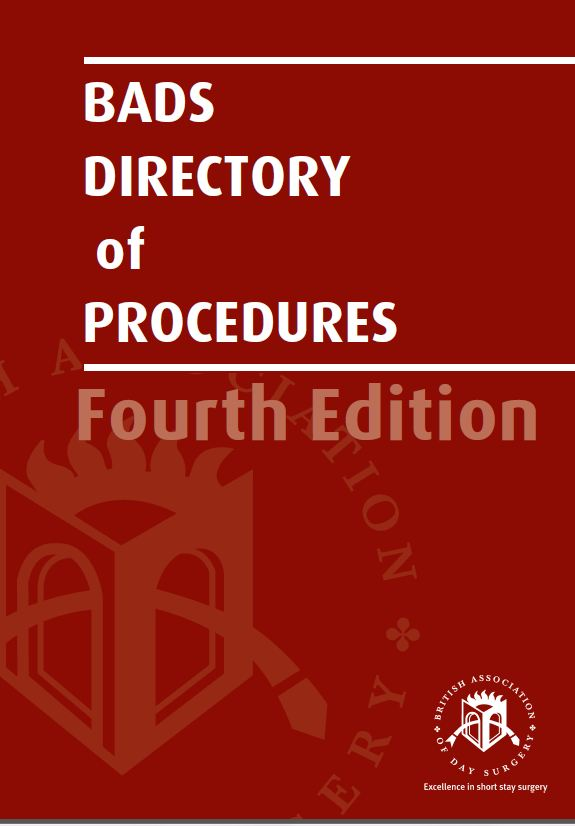 BADS
DIRECTORY
of
PROCEDURES
Fourth Edition
BRITISH ASSOCIATION
OF DAY SURGERY
Excellence in short stay surgery